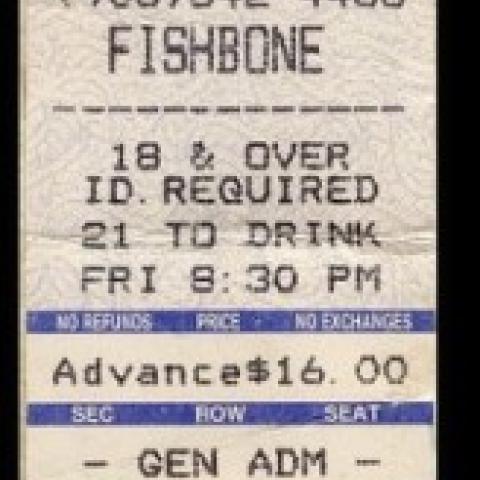 FISHBONE
18 & OVER
ID. REQUIRED
21 TO DRINK
FRI 8:30 PM
NO REFUNDS PRICE NO EXCHANGES
Advance$16.00
SEC ROW SEAT
- GEN ADM -